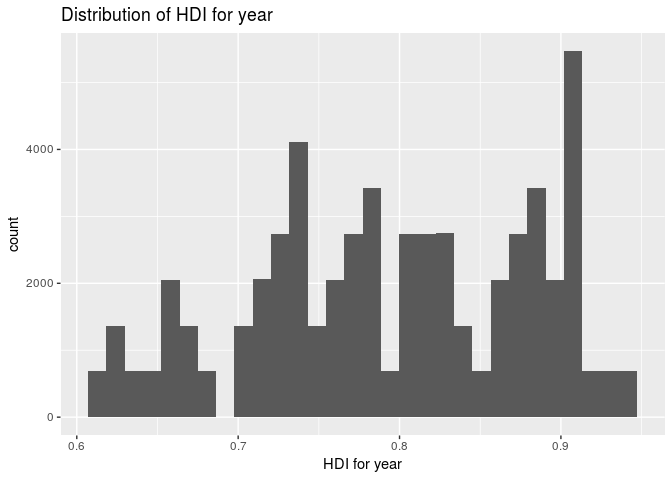 Distribution of HDI for year
count
4000
2000
0
0.6 0.7 0.8 0.9
HDI for year